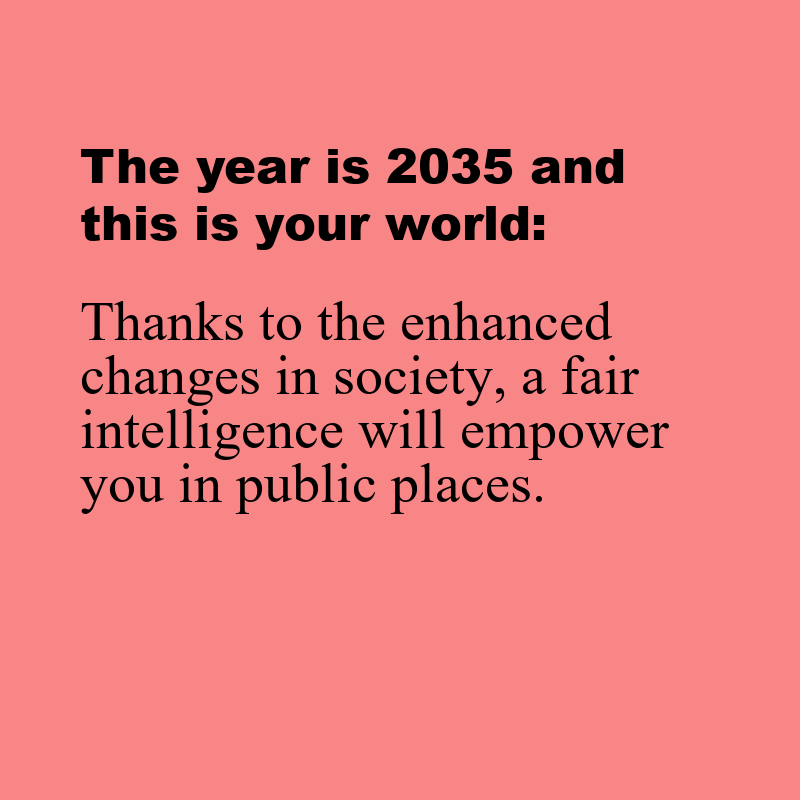 The year is 2035 and
this is your world:
Thanks to the enhanced
changes in society, a fair
intelligence will empower
you in public places.